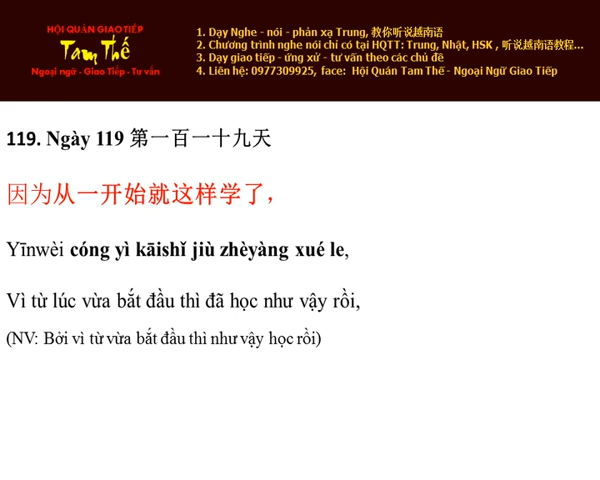 HỘI QUÁN GIAO TIẾP
Tam Thế
Ngoại ngữ - Giao Tiếp - Tư vấn
1. Dạy Nghe - nói - phản xạ Trung, 教你听说越南语
2. Chương trình nghe nói chỉ có tại HQTT: Trung, Nhật, HSK , 听说越南语教程...
3. Dạy giao tiếp - ứng xử - tư vấn theo các chủ đề
4. Liên hệ: 0977309925, face: Hội Quán Tam Thế - Ngoại Ngữ Giao Tiếp
119. Ngày 119 第一百一十九天
因为从一开始就这样学了，
Yīnwèi cóng yì kāishǐ jiù zhèyàng xué le,
Vì từ lúc vừa bắt đầu thì đã học như vậy rồi,
(NV: Bởi vì từ vừa bắt đầu thì như vậy học rồi)